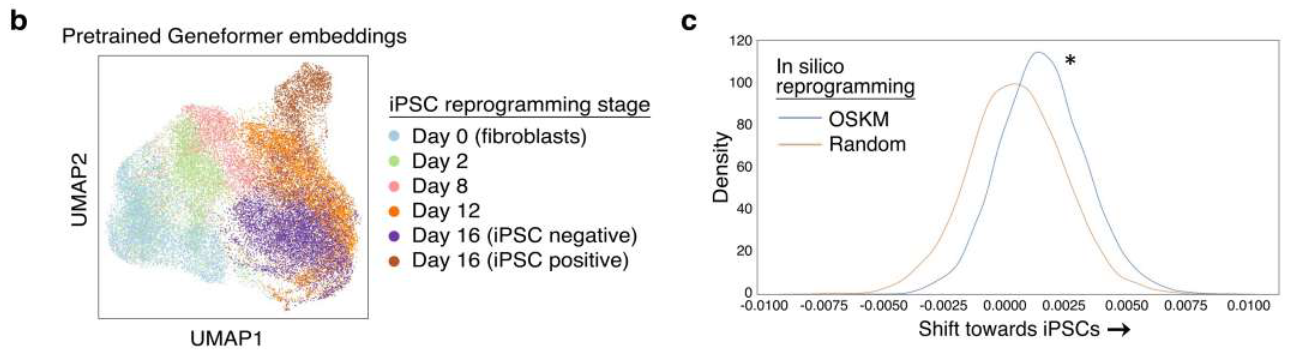 b
Pretrained Geneformer embeddings
UMAP2
UMAP1
iPSC reprogramming stage
Day 0 (fibroblasts)
Day 2
Day 8
Day 12
Day 16 (iPSC negative)
Day 16 (iPSC positive)
c
120
100
80
60
40
20
0
Density
In silico
reprogramming
OSKM
Random
*
-0.0100 -0.0075 -0.0050 -0.0025 0.0000 0.0025 0.0050 0.0075 0.0100
Shift towards iPSCs →